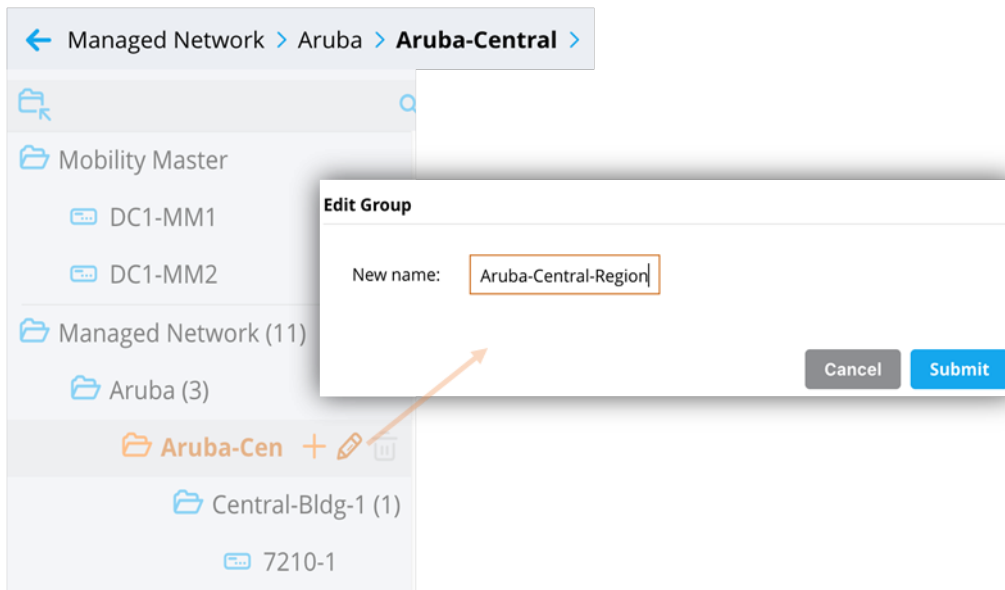 Managed Network > Aruba > Aruba-Central >
Mobility Master
DC1-MM1
DC1-MM2
Managed Network (11)
Aruba (3)
Aruba-Cen
Central-Bldg-1 (1)
7210-1
Edit Group
New name: Aruba-Central-Region
Cancel Submit